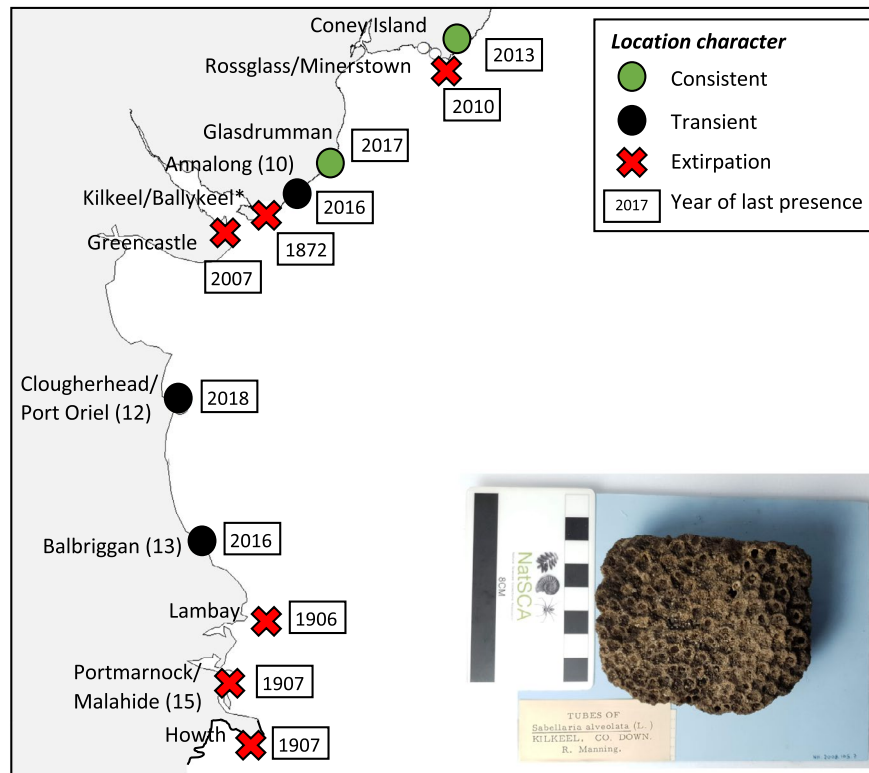 Coney Island
2013
Rossglass/Minerstown
2010
Glasdrumman
2017
Annalong (10)
2016
Kilkeel/Ballykeel*
1872
Greencastle
2007
Clougherhead/
Port Oriel (12)
2018
Balbriggan (13)
2016
Lambay
1906
Portmarnock/
Malahide (15)
1907
Howth
1907
Location character
Consistent
Transient
Extirpation
2017 Year of last presence
8CM
NatSCA
TUBES OF
Sabellaria alveolata (L.)
KILKEEL, CO. DOWN.
R. Manning.